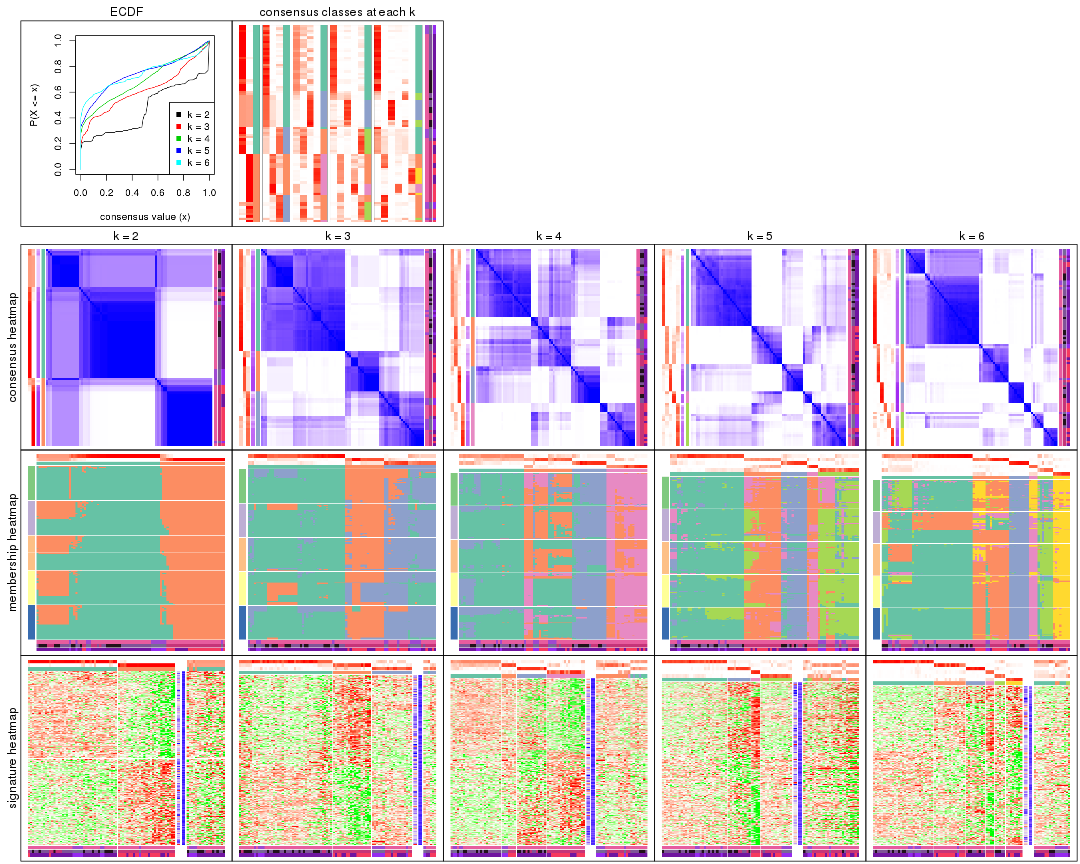 ECDF
consensus classes at each k
P(X <= x)
1.0
0.8
0.6
0.4
0.2
0.0
k = 2
k = 3
k = 4
k = 5
k = 6
0.0 0.2 0.4 0.6 0.8 1.0
consensus value (x)
k = 2 k = 3 k = 4 k = 5 k = 6
consensus heatmap
membership heatmap
signature heatmap